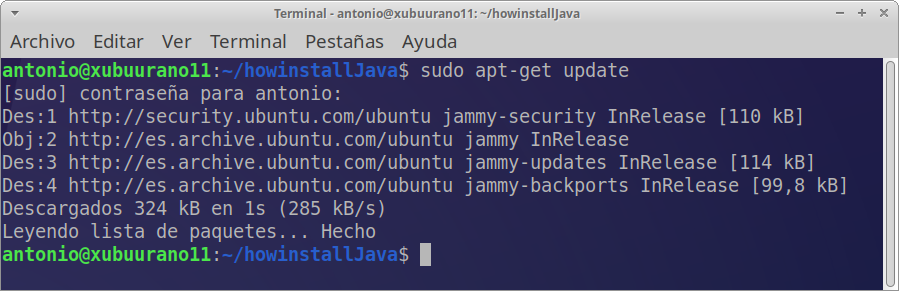 Terminal - antonio@xubuurano11: ~/howinstallJava
Archivo Editar Ver Terminal Pestañas Ayuda
antonio@xubuurano11:~/howinstallJava$ sudo apt-get update
[sudo] contraseña para antonio:
Des:1 http://security.ubuntu.com/ubuntu jammy-security InRelease [110 kB]
Obj:2 http://es.archive.ubuntu.com/ubuntu jammy InRelease
Des:3 http://es.archive.ubuntu.com/ubuntu jammy-updates InRelease [114 kB]
Des:4 http://es.archive.ubuntu.com/ubuntu jammy-backports InRelease [99,8 kB]
Descargados 324 kB en 1s (285 kB/s)
Leyendo lista de paquetes... Hecho
antonio@xubuurano11:~/howinstallJava$